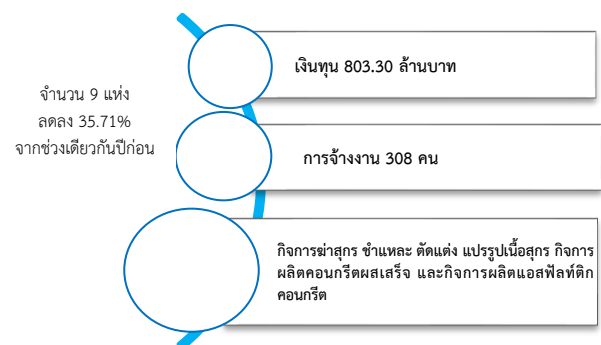 จำนวน 9 แห่ง
ลดลง 35.71%
จากช่วงเดียวกันปีก่อน
เงินทุน 803.30 ล้านบาท
การจ้างงาน 308 คน
กิจการฆ่าสุกร ชำแหละ ตัดแต่ง แปรรูปเนื้อสุกร กิจการ
ผลิตคอนกรีตผสเสร็จ และกิจการผลิตแอสฟัลท์ติก
คอนกรีต